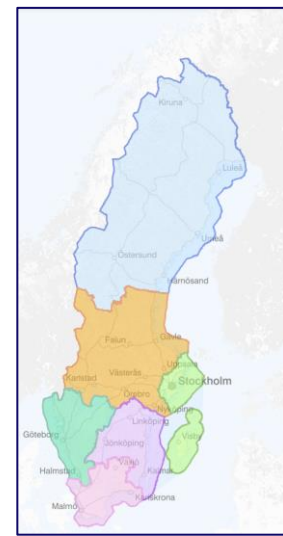 Kiruna
Luleå
Umeå
Östersund
Härnösand
Falun
Gävle
Uppsala
Västerås
Karlstad
Örebro
Stockholm
Nyköping
Linköping
Göteborg
Jönköping
Visby
Halmstad
Växjö
Kalmar
Karlskrona
Malmö